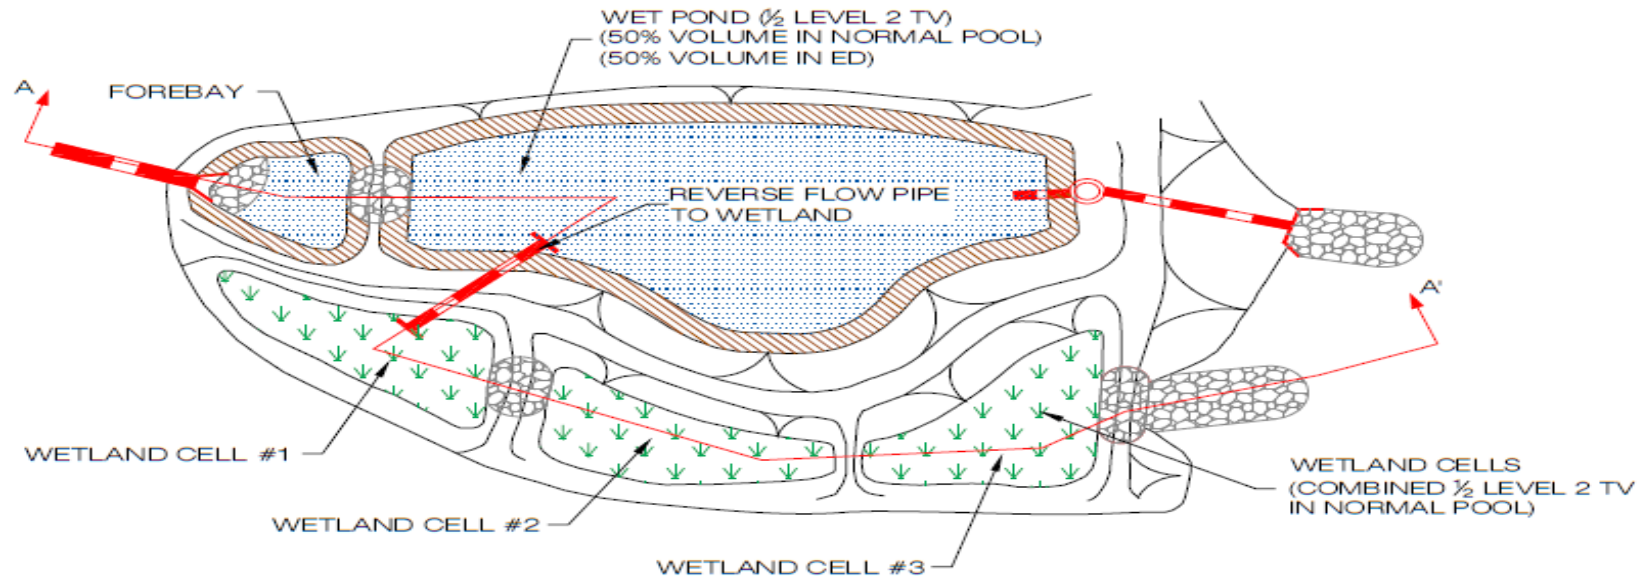 WET POND (½ LEVEL 2 TV)
(50% VOLUME IN NORMAL POOL)
(50% VOLUME IN ED)
A
FOREBAY
REVERSE FLOW PIPE
TO WETLAND
A'
WETLAND CELL #1
WETLAND CELLS
(COMBINED ½ LEVEL 2 TV
IN NORMAL POOL)
WETLAND CELL #2
WETLAND CELL #3